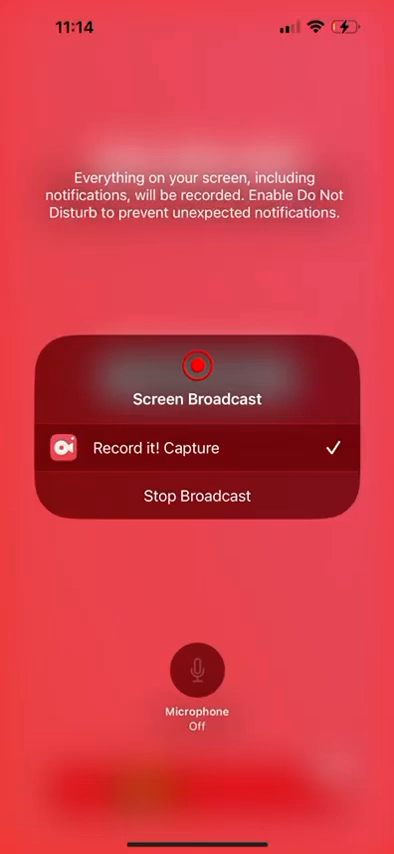 11:14
Everything on your screen, including
notifications, will be recorded. Enable Do Not
Disturb to prevent unexpected notifications.
Screen Broadcast
Record it! Capture
Stop Broadcast
Microphone
Off